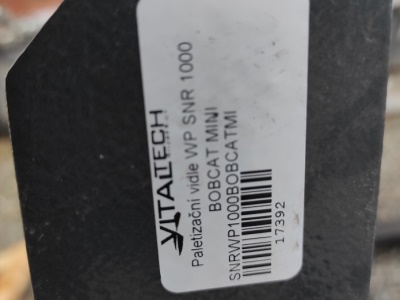 VITALTECH
Paletizační vidle WP SNR 1000
BOBCAT MINI
SNRWP1000BOBCATMI
17392